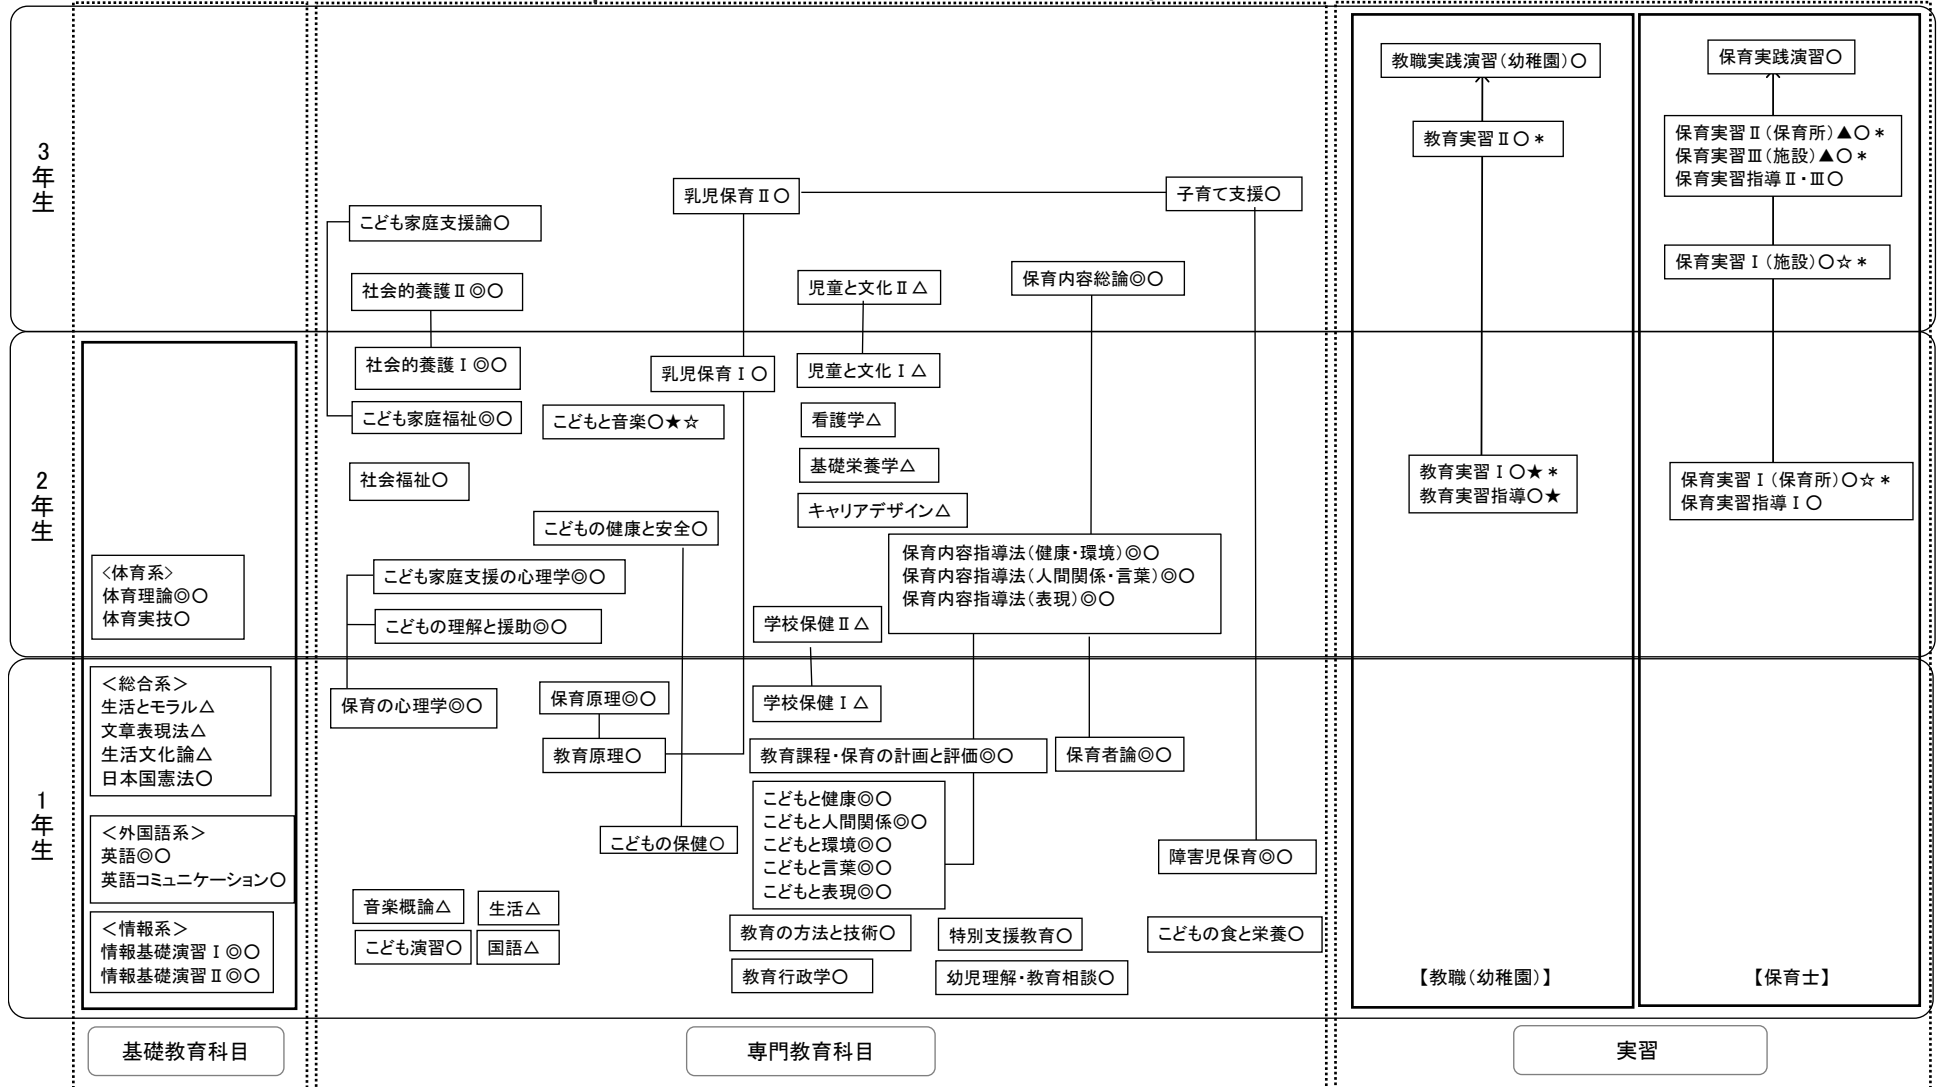 3年生
教職実践演習(幼稚園)○
保育実践演習○
教育実習Ⅱ○*
保育実習Ⅱ(保育所)▲○*
保育実習Ⅲ(施設)▲○*
保育実習指導Ⅱ・Ⅲ○
乳児保育Ⅱ○
子育て支援○
こども家庭支援論○
保育実習Ⅰ(施設)○☆*
社会的養護Ⅱ◎○
児童と文化Ⅱ△
保育内容総論◎○
2年生
社会的養護Ⅰ◎○
乳児保育Ⅰ○
児童と文化Ⅰ△
こども家庭福祉◎○
こどもと音楽○★☆
看護学△
社会福祉○
基礎栄養学△
教育実習Ⅰ○★*
教育実習指導○★
保育実習Ⅰ(保育所)○☆*
保育実習指導Ⅰ○
キャリアデザイン△
こどもの健康と安全○
<体育系>
体育理論◎○
体育実技○
こども家庭支援の心理学◎○
こどもの理解と援助◎○
保育内容指導法(健康・環境)◎○
保育内容指導法(人間関係・言葉)◎○
保育内容指導法(表現)◎○
学校保健Ⅱ△
1年生
<総合系>
生活とモラル△
文章表現法△
生活文化論△
日本国憲法○
保育の心理学◎○
保育原理◎○
学校保健Ⅰ△
教育原理○
教育課程・保育の計画と評価◎○
保育者論◎○
<外国語系>
英語◎○
英語コミュニケーション○
こどもの保健○
こどもと健康◎○
こどもと人間関係◎○
こどもと環境◎○
こどもと言葉◎○
こどもと表現◎○
障害児保育◎○
<情報系>
情報基礎演習Ⅰ◎○
情報基礎演習Ⅱ◎○
音楽概論△
生活△
こども演習○
国語△
教育の方法と技術○
特別支援教育○
こどもの食と栄養○
教育行政学○
幼児理解・教育相談○
【教職(幼稚園)】
【保育士】
基礎教育科目
専門教育科目
実習